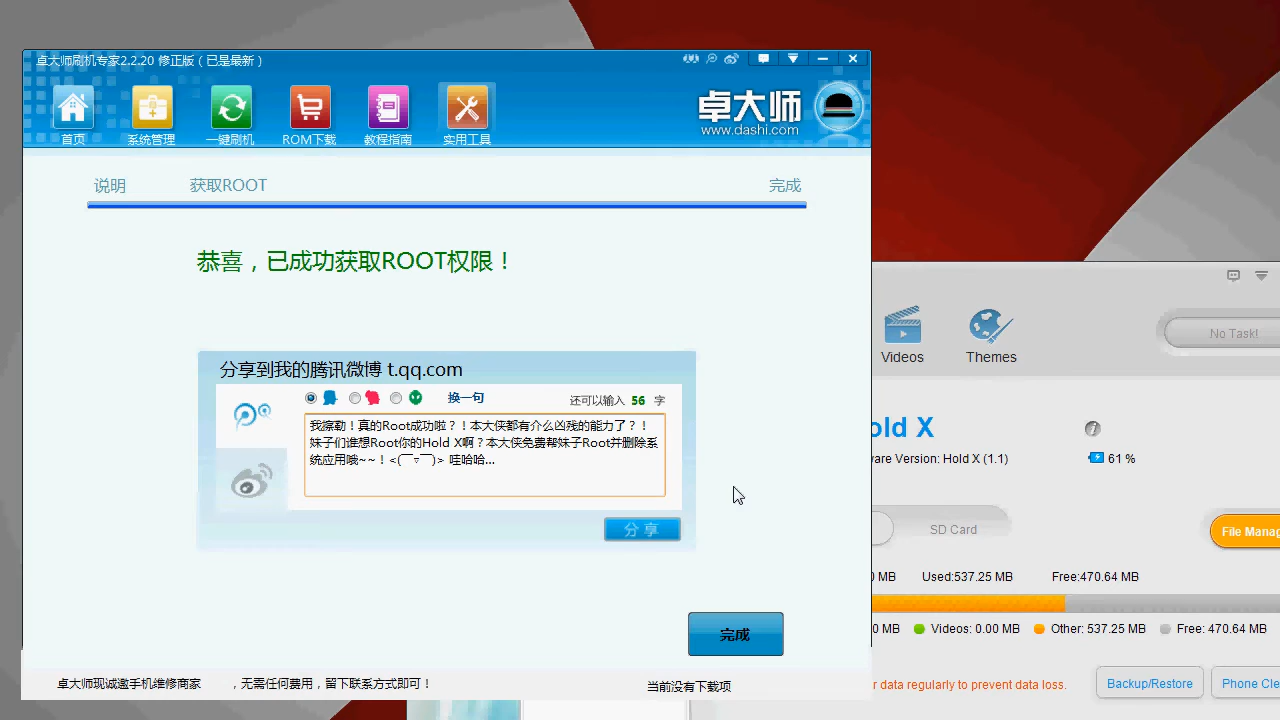 卓大师刷机专家2.2.20 修正版（已是最新）
首页
系统管理
一键刷机
ROM下载
教程指南
实用工具
卓大师
www.dashi.com
说明
获取ROOT
完成
恭喜，已成功获取ROOT权限！
分享到我的腾讯微博 t.qq.com
换一句
还可以输入 56 字
我擦勒！真的Root成功啦？！本大侠都有介么凶残的能力了？！
妹子们谁想Root你的Hold X啊？本大侠免费帮妹子Root并删除系
统应用哦~~！<(￣▽￣)> 哇哈哈...
分享
完成
卓大师现诚邀手机维修商家
，无需任何费用，留下联系方式即可！
当前没有下载项
Videos
Themes
No Task!
old X
are Version: Hold X (1.1)
61 %
SD Card
File Manag
0 MB
Used:537.25 MB
Free:470.64 MB
0 MB
Videos: 0.00 MB
Other: 537.25 MB
Free: 470.64 MB
r data regularly to prevent data loss.
Backup/Restore
Phone Cle